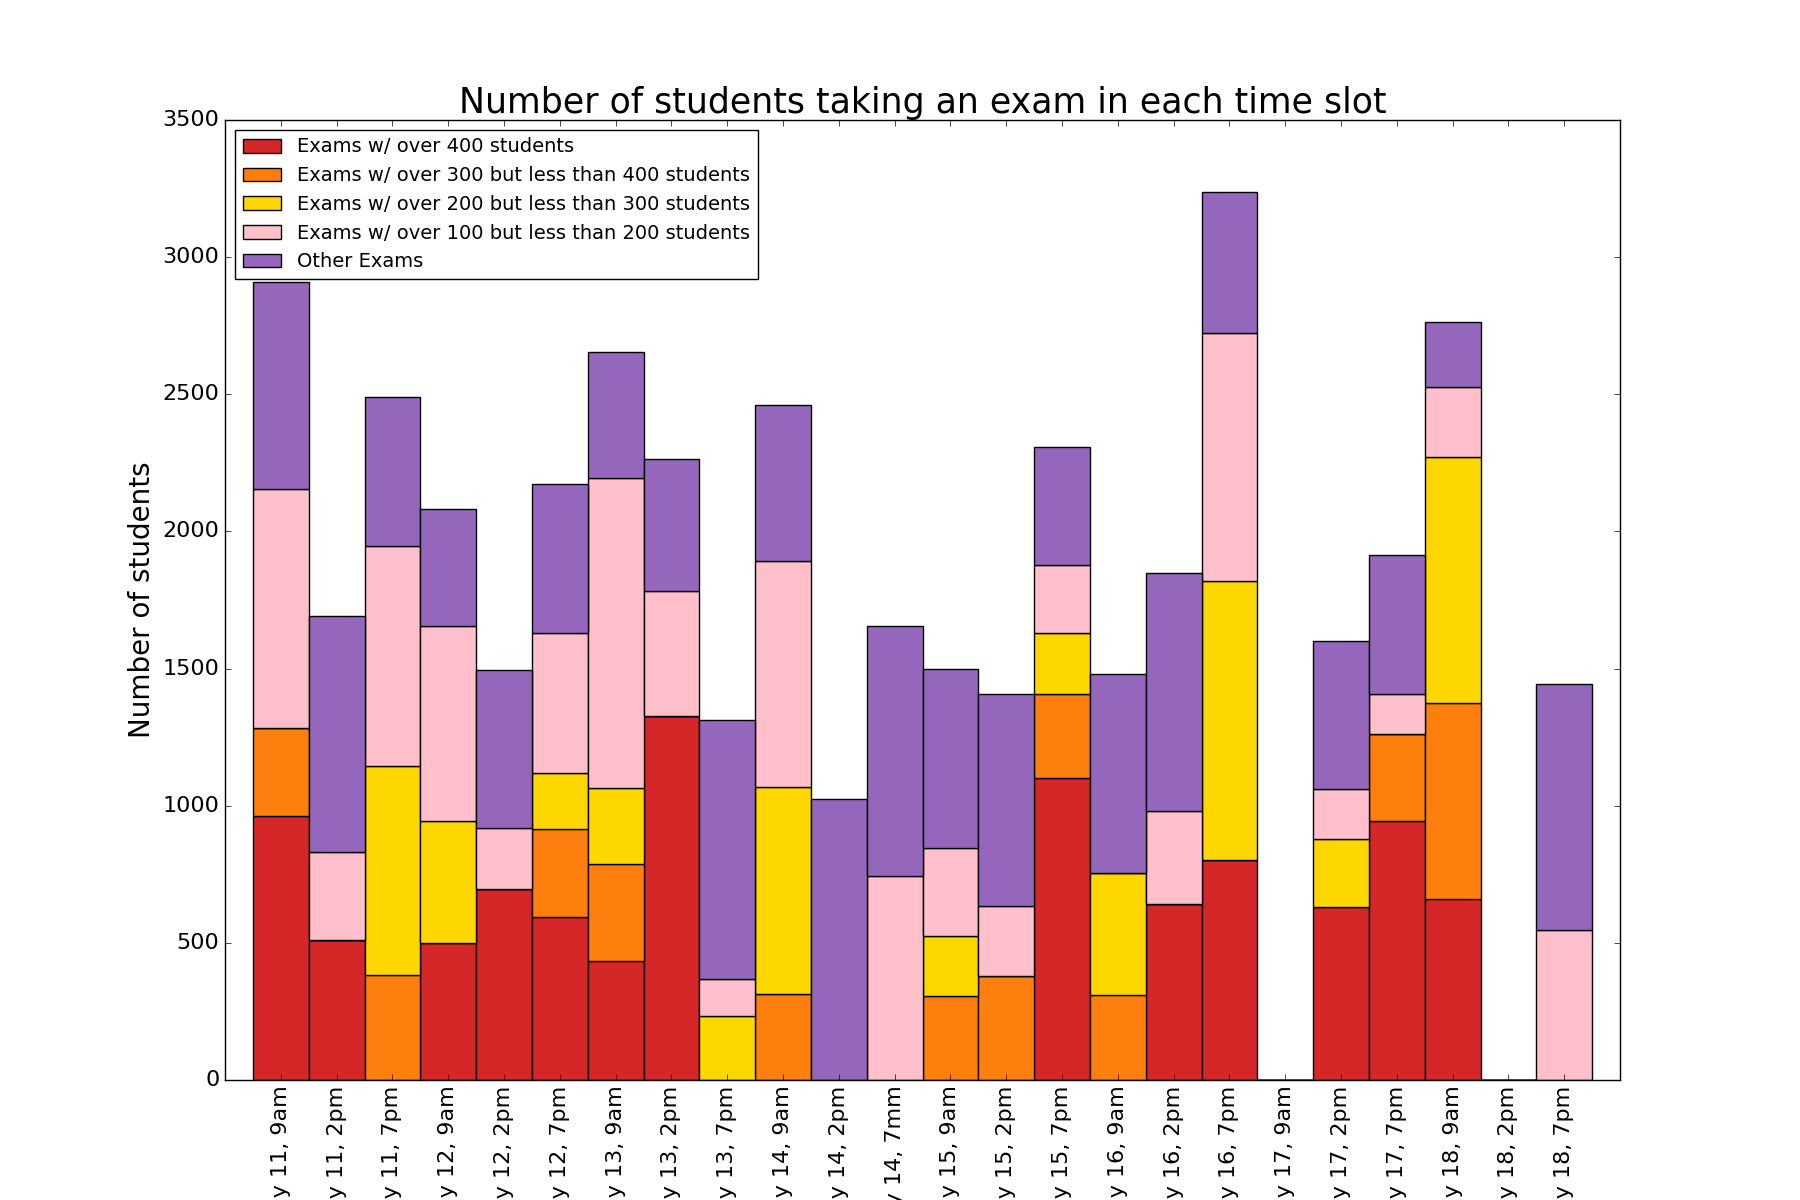 Number of students taking an exam in each time slot
3500
3000
2500
2000
1500
1000
500
0
Number of students
Exams w/ over 400 students
Exams w/ over 300 but less than 400 students
Exams w/ over 200 but less than 300 students
Exams w/ over 100 but less than 200 students
Other Exams
y 11, 9am
y 11, 2pm
y 11, 7pm
y 12, 9am
y 12, 2pm
y 12, 7pm
y 13, 9am
y 13, 2pm
y 13, 7pm
y 14, 9am
y 14, 2pm
y 14, 7mm
y 15, 9am
y 15, 2pm
y 15, 7pm
y 16, 9am
y 16, 2pm
y 16, 7pm
y 17, 9am
y 17, 2pm
y 17, 7pm
y 18, 9am
y 18, 2pm
y 18, 7pm